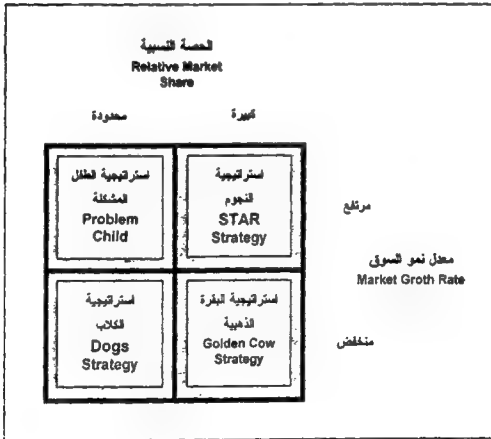 الحصة النسبية
Relative Market
Share
كبيرة
محدودة
استراتيجية
النجوم
STAR
Strategy
استراتيجية الطفل
المشكلة
Problem
Child
مرتفع
معدل نمو السوق
Market Groth Rate
استراتيجية البقرة
الذهبية
Golden Cow
Strategy
استراتيجية
الكلاب
Dogs
Strategy
منخفض